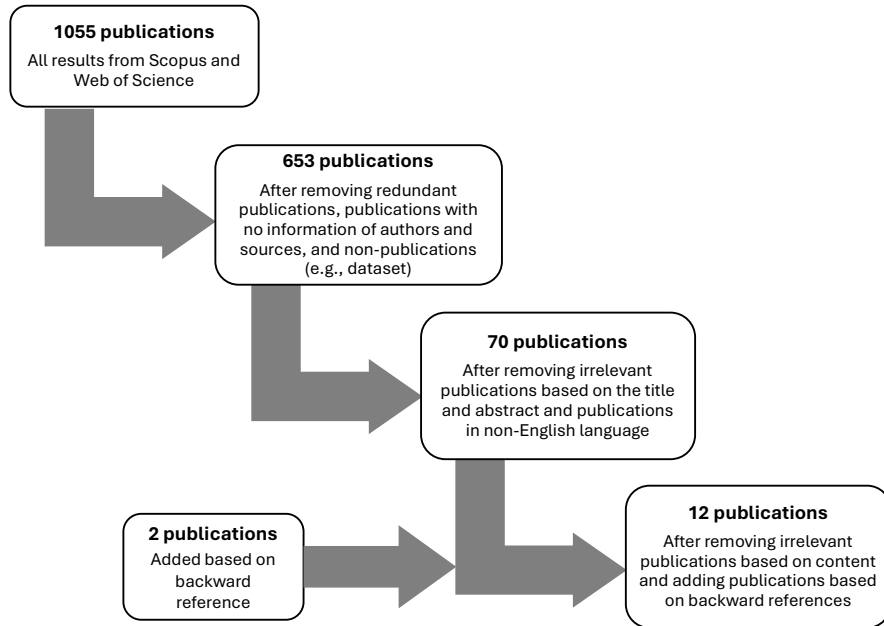 1055 publications
All results from Scopus and
Web of Science
653 publications
After removing redundant
publications, publications with
no information of authors and
sources, and non-publications
(e.g., dataset)
70 publications
After removing irrelevant
publications based on the title
and abstract and publications
in non-English language
2 publications
Added based on
backward
reference
12 publications
After removing irrelevant
publications based on content
and adding publications based
on backward references